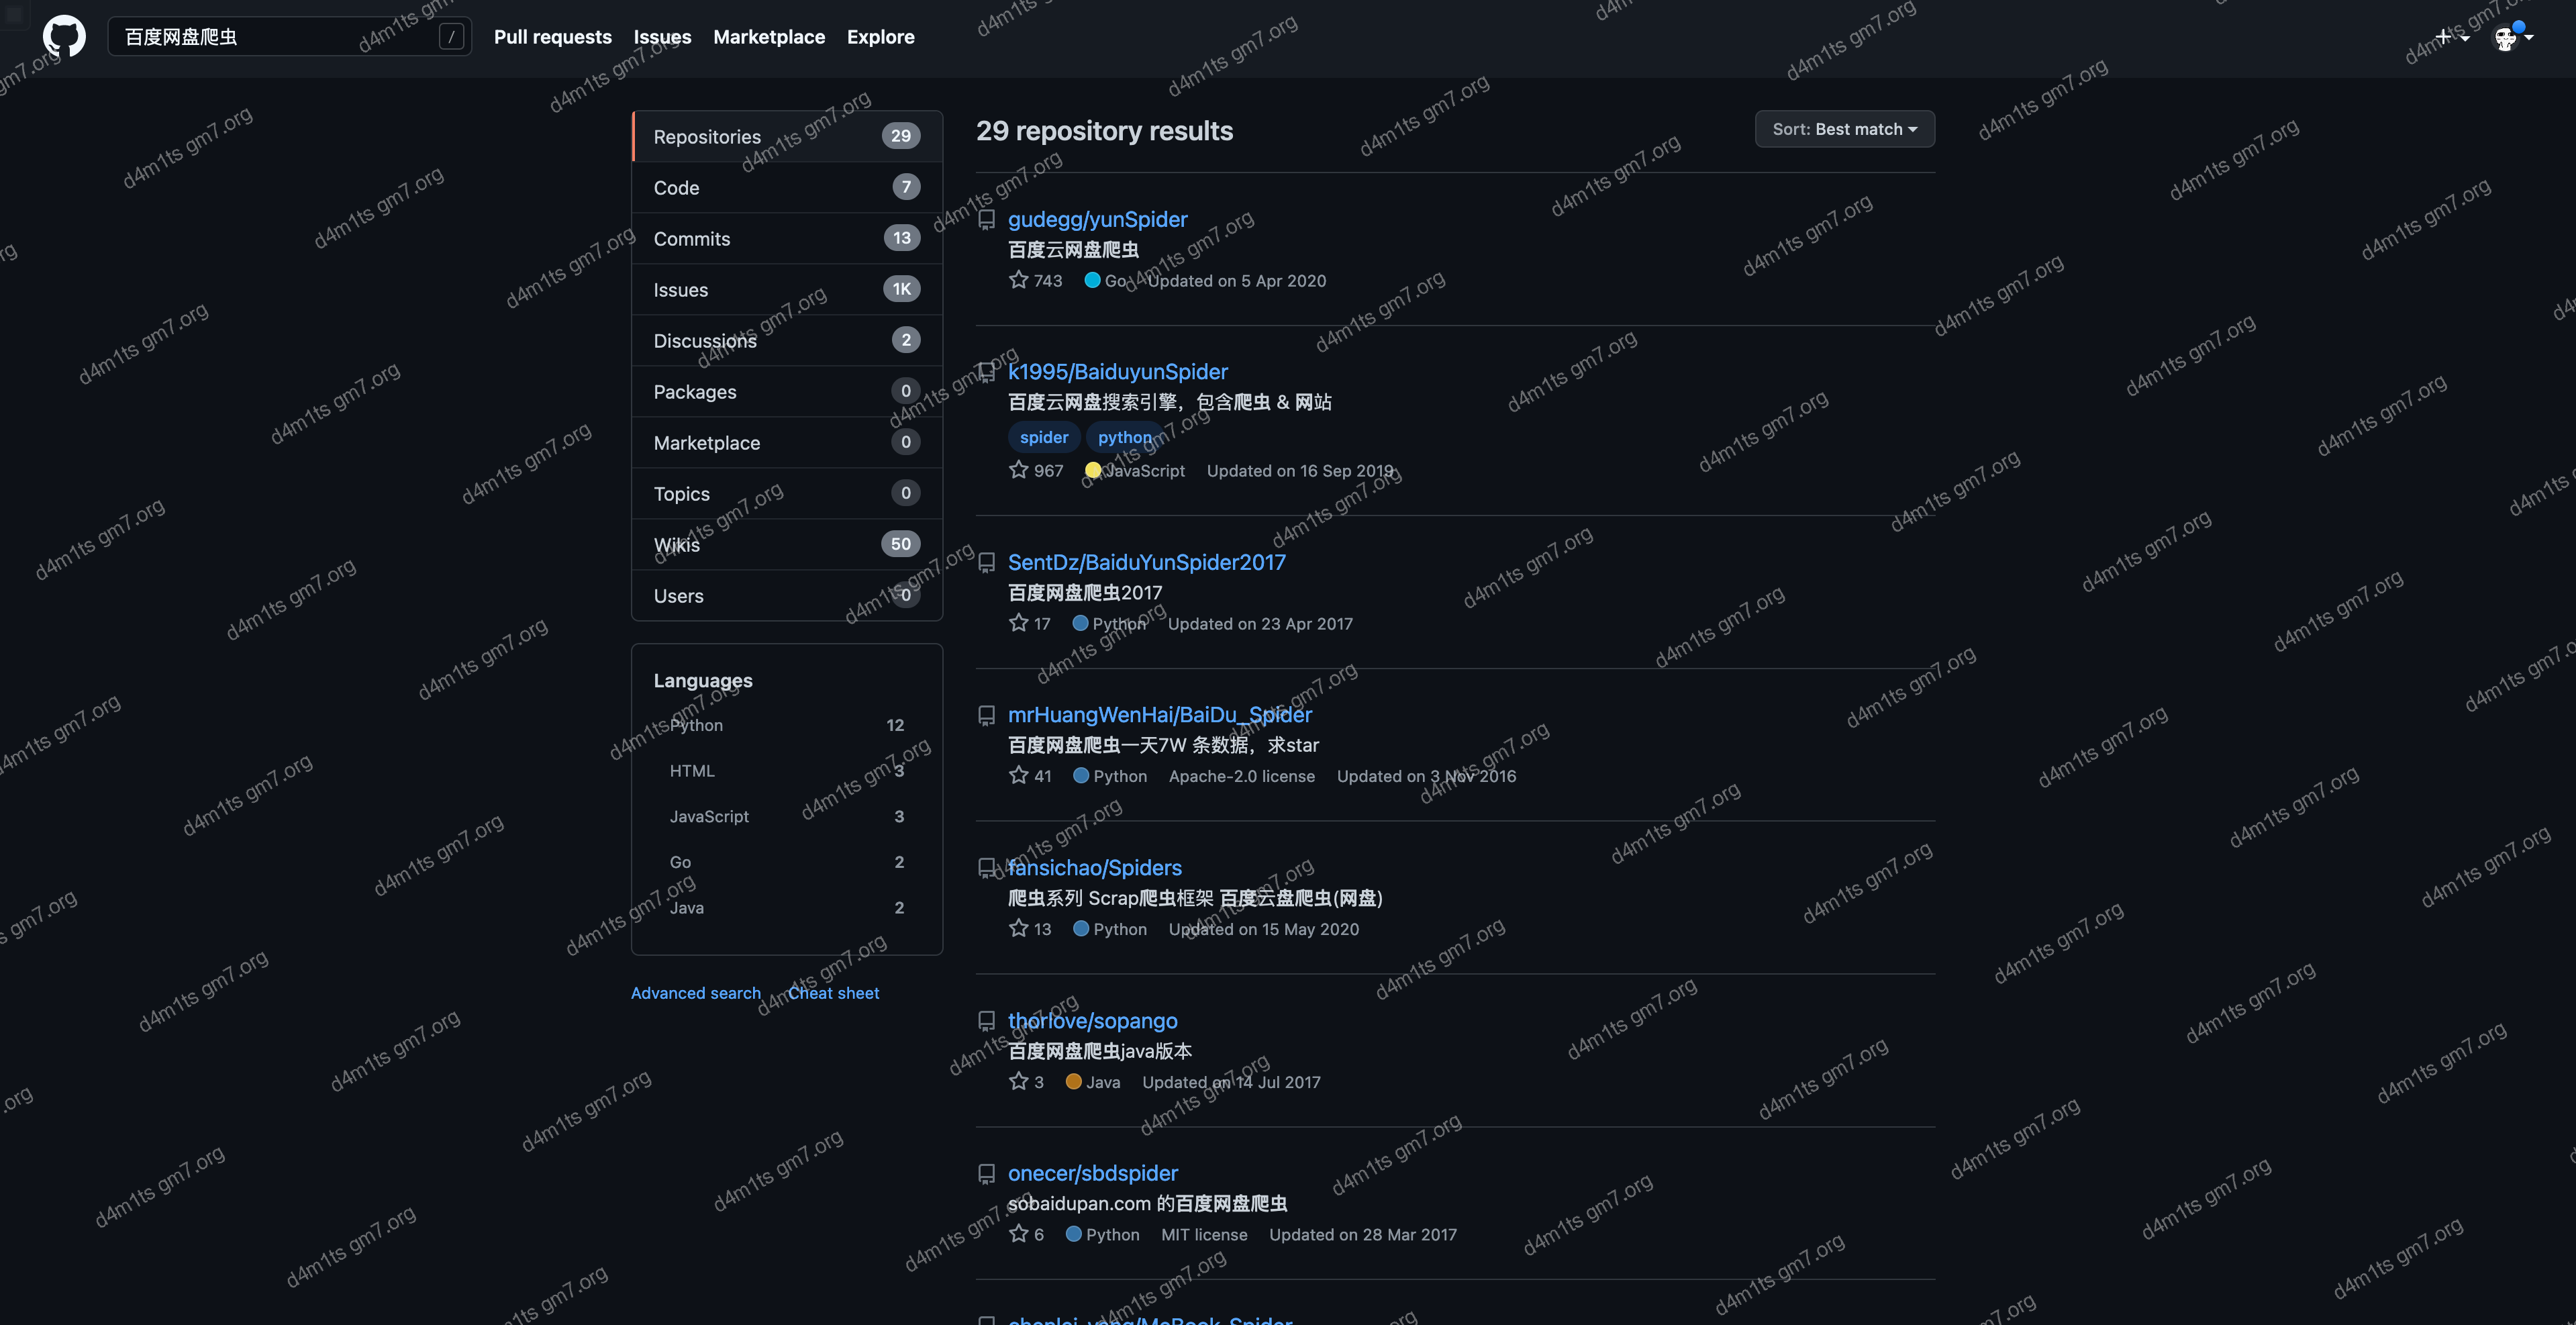 百度网盘爬虫 /
Pull requests Issues Marketplace Explore
Repositories 29
Code 7
Commits 13
Issues 1K
Discussions 2
Packages 0
Marketplace 0
Topics 0
Wikis 50
Users 0
Languages
Python 12
HTML 3
JavaScript 3
Go 2
Java 2
Advanced search Cheat sheet
29 repository results
Sort: Best match
gudegg/yunSpider
百度云网盘爬虫
743 Go Updated on 5 Apr 2020
k1995/BaiduyunSpider
百度云网盘搜索引擎，包含爬虫 & 网站
spider python
967 JavaScript Updated on 16 Sep 2019
SentDz/BaiduYunSpider2017
百度网盘爬虫2017
17 Python Updated on 23 Apr 2017
mrHuangWenHai/BaiDu_Spider
百度网盘爬虫一天7W 条数据，求star
41 Python Apache-2.0 license Updated on 3 Nov 2016
fansichao/Spiders
爬虫系列 Scrap爬虫框架 百度云盘爬虫(网盘)
13 Python Updated on 15 May 2020
thorlove/sopango
百度网盘爬虫java版本
3 Java Updated on 14 Jul 2017
onecer/sbdspider
sobaidupan.com 的百度网盘爬虫
6 Python MIT license Updated on 28 Mar 2017
d4m1ts gm7.org